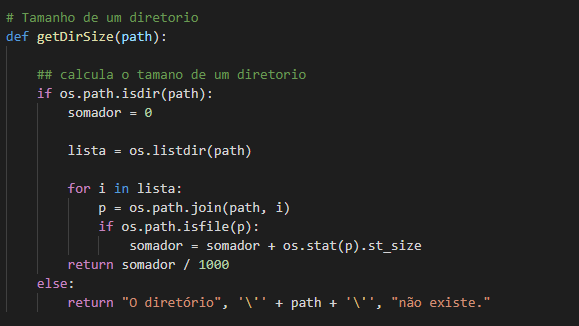 # Tamanho de um diretorio
def getDirSize(path):
## calcula o tamano de um diretorio
if os.path.isdir(path):
somador = 0
lista = os.listdir(path)
for i in lista:
p = os.path.join(path, i)
if os.path.isfile(p):
somador = somador + os.stat(p).st_size
return somador / 1000
else:
return "O diretório", '\'' + path + '\'', "não existe."